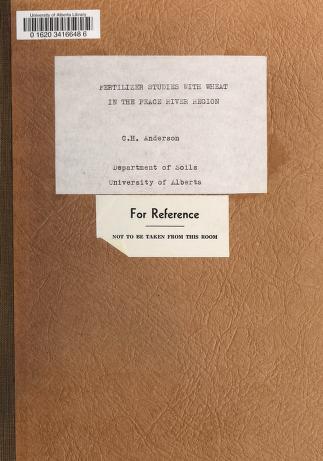 University of Alberta Library
0 1620 3416648 6
FERTILIZER STUDIES WITH WHEAT
IN THE PEACE RIVER REGION
C.H. Anderson
Department of Soils
University of Alberta
For Reference
NOT TO BE TAKEN FROM THIS ROOM